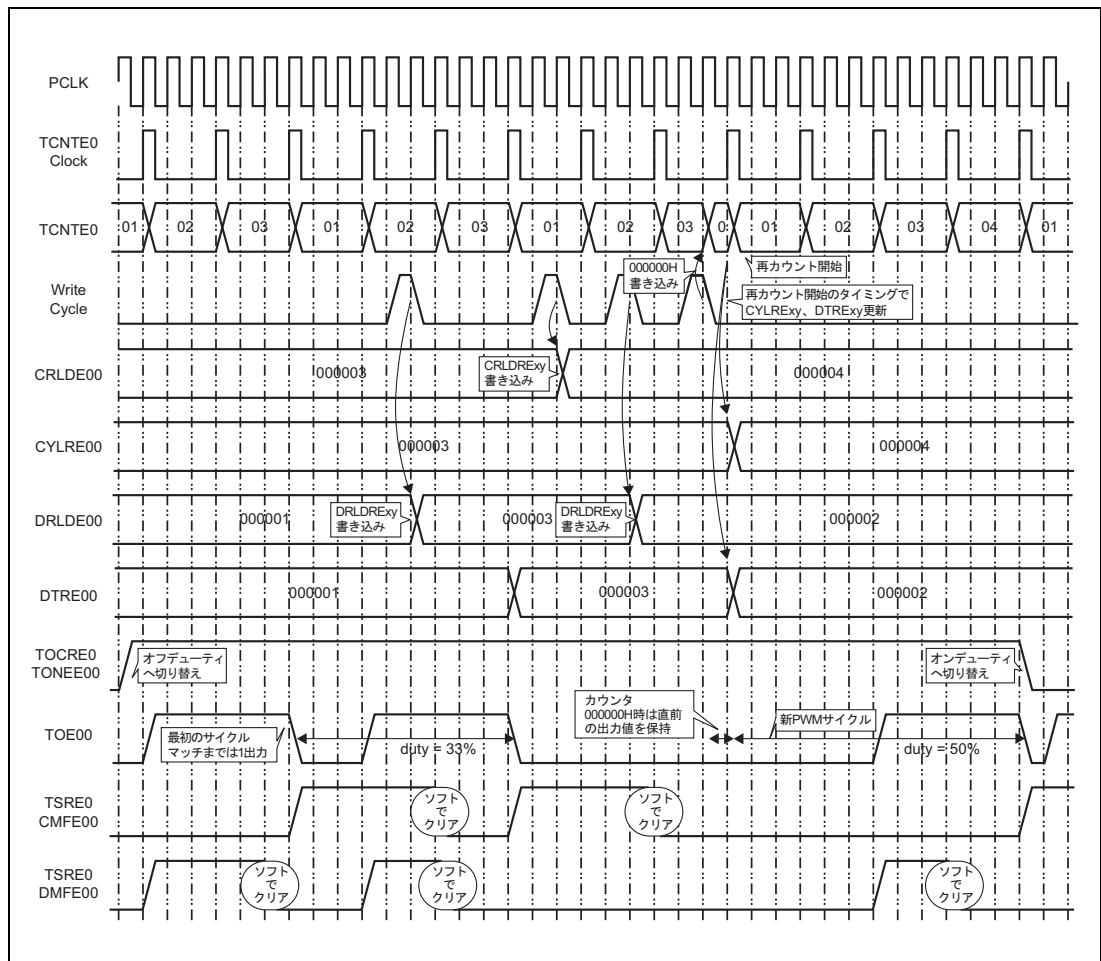 PCLK
TCNTE0
Clock
TCNTE0
01
02
03
01
02
03
01
02
03
0
01
02
03
04
01
Write
Cycle
000000H
書き込み
再カウント開始
再カウント開始のタイミングで
CYLRExy、DTRExy更新
CRLDE00
000003
CRLDRExy
書き込み
000004
CYLRE00
000003
000004
DRLDE00
000001
DRLDRExy
書き込み
000003
DRLDRExy
書き込み
000002
DTRE00
000001
000003
000002
TOCRE0
TONEE00
オフデューティ
へ切り替え
オンデューティ
へ切り替え
TOE00
最初のサイクル
マッチまでは1出力
duty = 33%
カウンタ
000000H時は直前
の出力値を保持
新PWMサイクル
duty = 50%
TSRE0
CMFE00
ソフト
で
クリア
ソフト
で
クリア
TSRE0
DMFE00
ソフト
で
クリア
ソフト
で
クリア
ソフト
で
クリア